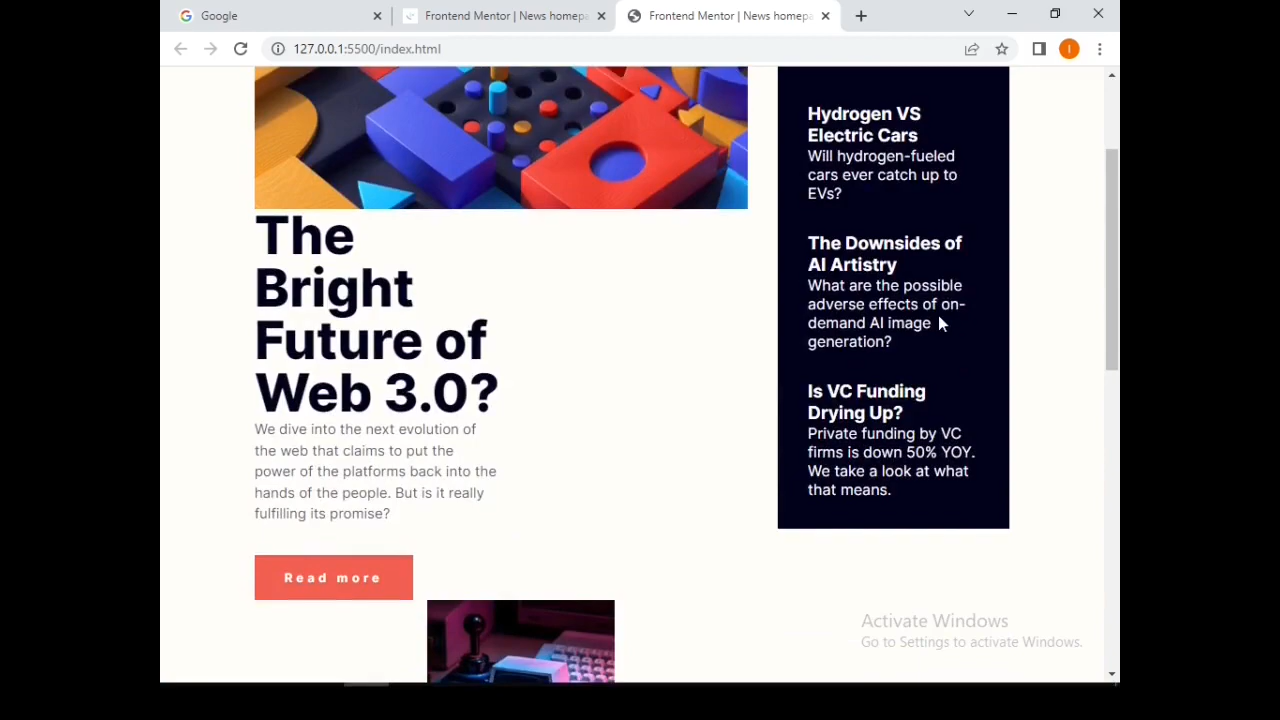 Google
Frontend Mentor | News homepa
Frontend Mentor | News homepa
127.0.0.1:5500/index.html
I
The
Bright
Future of
Web 3.0?
We dive into the next evolution of
the web that claims to put the
power of the platforms back into the
hands of the people. But is it really
fulfilling its promise?
Read more
Hydrogen VS
Electric Cars
Will hydrogen-fueled
cars ever catch up to
EVs?
The Downsides of
AI Artistry
What are the possible
adverse effects of on-
demand AI image
generation?
Is VC Funding
Drying Up?
Private funding by VC
firms is down 50% YOY.
We take a look at what
that means.
Activate Windows
Go to Settings to activate Windows.